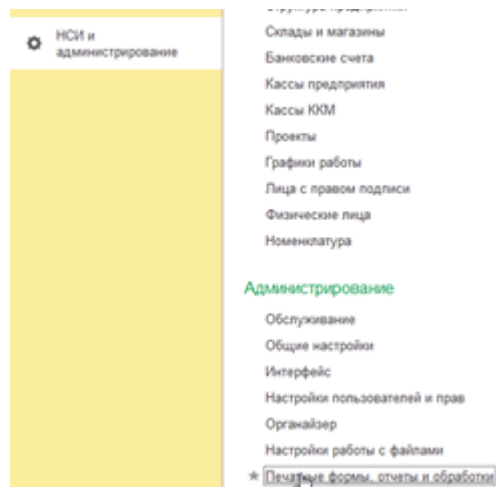 НСИ и
администрирование
Склады и магазины
Банковские счета
Кассы предприятия
Кассы ККМ
Проекты
Графики работы
Лица с правом подписи
Физические лица
Номенклатура
Администрирование
Обслуживание
Общие настройки
Интерфейс
Настройки пользователей и прав
Органайзер
Настройки работы с файлами
Печатные формы, отчеты и обработки